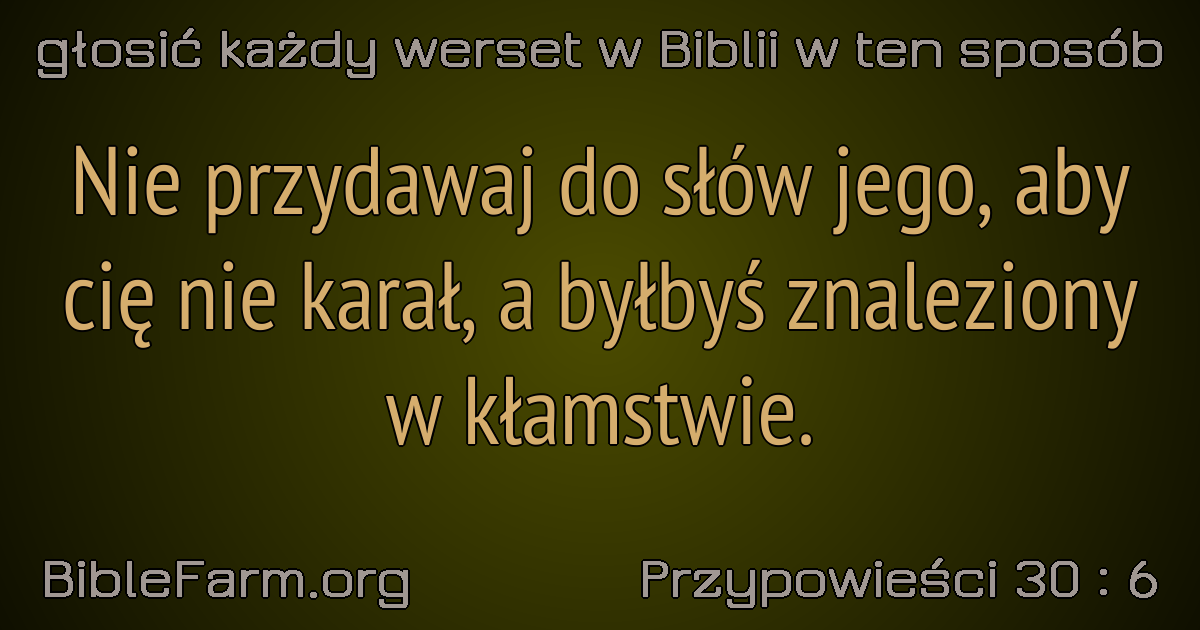 głosić każdy werset w Biblii w ten sposób
Nie przydawaj do słów jego, aby
cię nie karał, a byłbyś znaleziony
w kłamstwie.
BibleFarm.org
Przypowieści 30 : 6